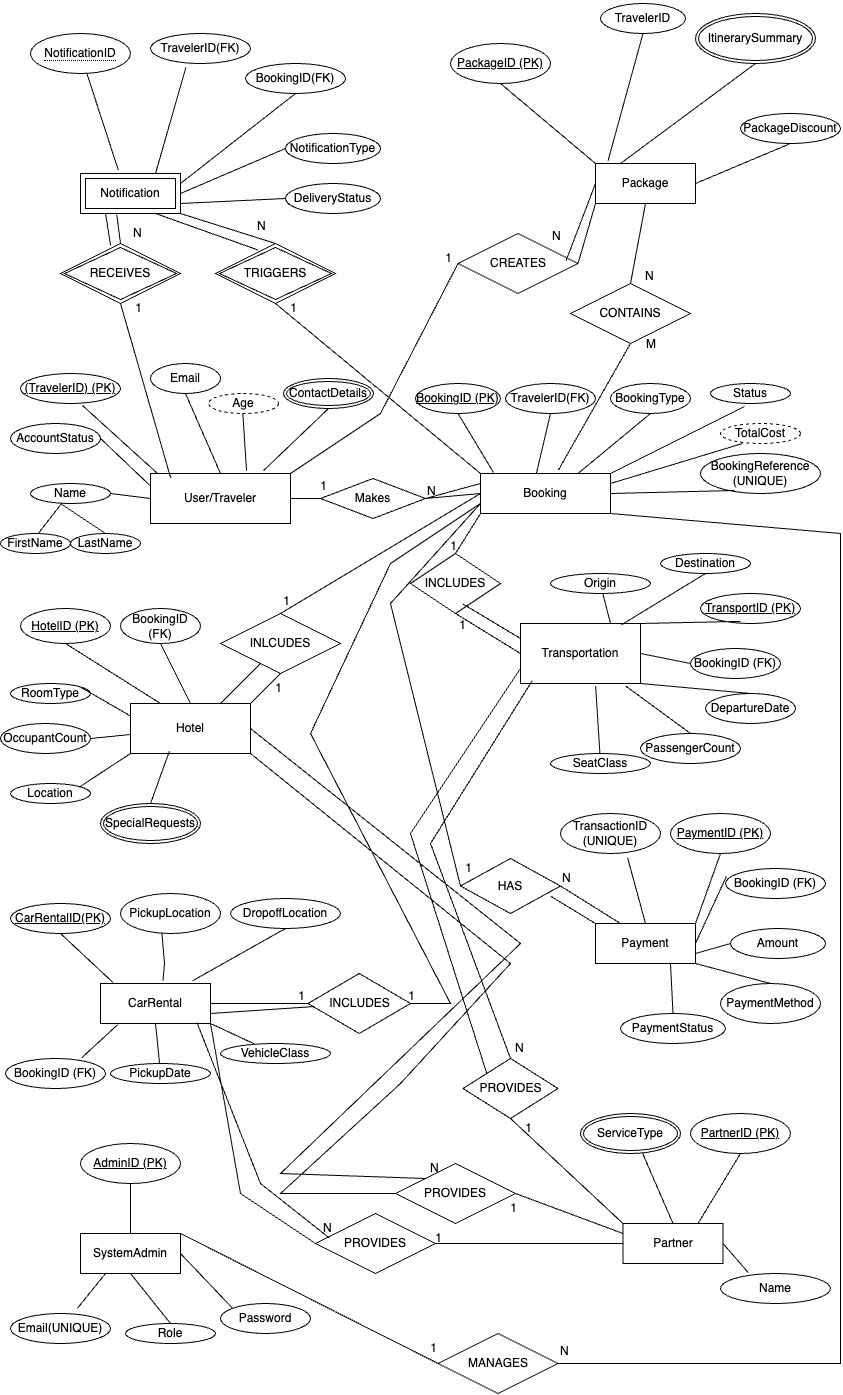 TravelerID
ItinerarySummary
NotificationID
TravelerID(FK)
PackageID (PK)
BookingID(FK)
PackageDiscount
NotificationType
DeliveryStatus
Notification
Package
N
N
N
RECEIVES
TRIGGERS
1
CREATES
N
1
1
CONTAINS
M
(TravelerID) (PK)
Email
Age
ContactDetails
BookingID (PK)
TravelerID(FK)
BookingType
Status
TotalCost
AccountStatus
BookingReference
(UNIQUE)
Name
User/Traveler
1
Makes
N
Booking
FirstName
LastName
1
INCLUDES
Destination
Origin
TransportID (PK)
1
HotelID (PK)
BookingID
(FK)
1
INLCUDES
1
Transportation
BookingID (FK)
RoomType
DepartureDate
OccupantCount
Hotel
PassengerCount
SeatClass
Location
SpecialRequests
TransactionID
(UNIQUE)
PaymentID (PK)
1
HAS
N
BookingID (FK)
CarRentalID(PK)
PickupLocation
DropoffLocation
Payment
Amount
CarRental
1
INCLUDES
1
PaymentMethod
PaymentStatus
BookingID (FK)
PickupDate
VehicleClass
N
PROVIDES
1
ServiceType
PartnerID (PK)
AdminID (PK)
N
PROVIDES
1
N
PROVIDES
1
Partner
SystemAdmin
Name
Email(UNIQUE)
Role
Password
1
MANAGES
N